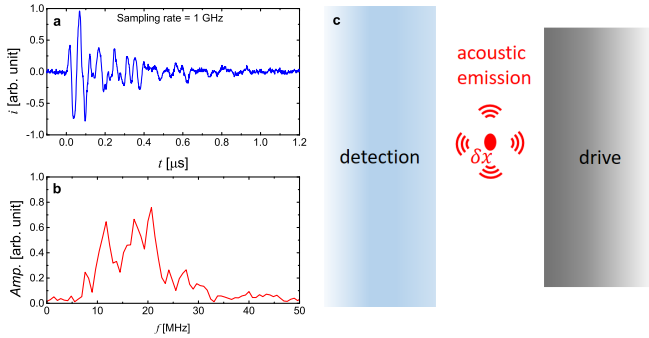 a
Sampling rate = 1 GHz
1.0
0.5
0.0
-0.5
-1.0
i [arb. unit]
0.0 0.2 0.4 0.6 0.8 1.0 1.2
t [μs]
b
1.0
0.8
0.6
0.4
0.2
0.0
Amp. [arb. unit]
0 10 20 30 40 50
f [MHz]
c
detection
acoustic
emission
δx
drive